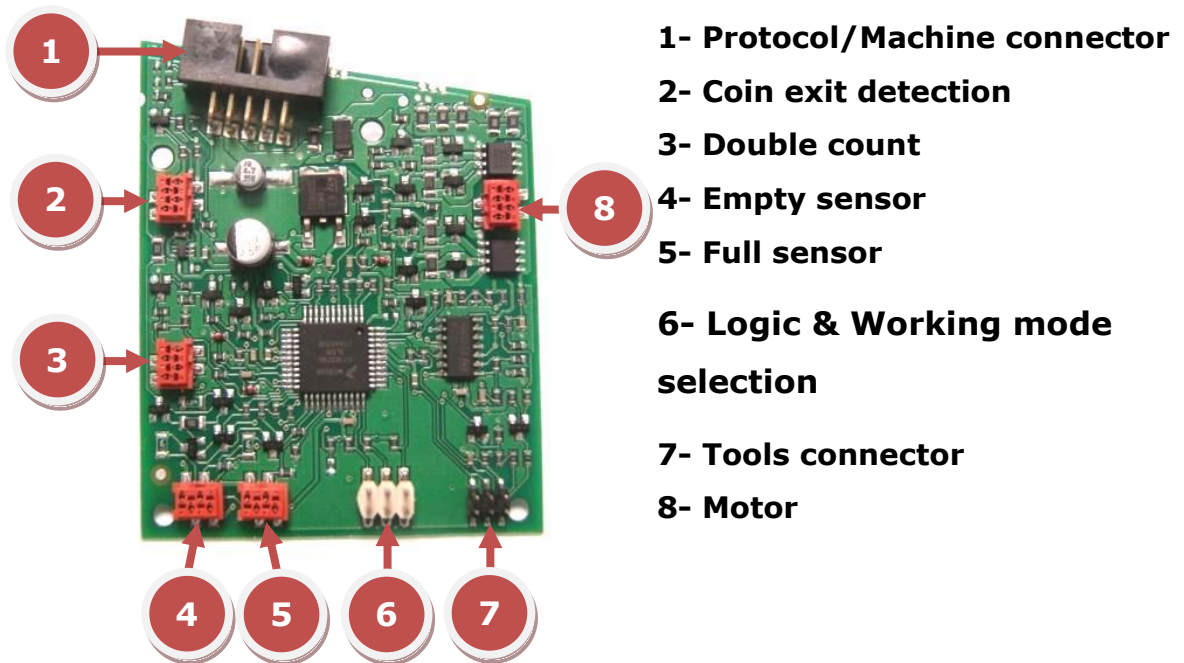 1
2
3
4
5
6
7
8
1- Protocol/Machine connector
2- Coin exit detection
3- Double count
4- Empty sensor
5- Full sensor
6- Logic & Working mode
selection
7- Tools connector
8- Motor